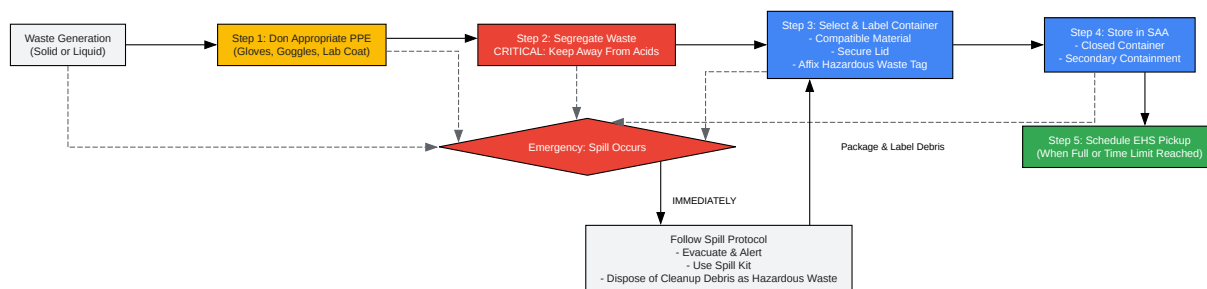 Waste Generation
(Solid or Liquid)
Step 1: Don Appropriate PPE
(Gloves, Goggles, Lab Coat)
Step 2: Segregate Waste
CRITICAL: Keep Away From Acids
Step 3: Select & Label Container
- Compatible Material
- Secure Lid
- Affix Hazardous Waste Tag
Step 4: Store in SAA
- Closed Container
- Secondary Containment
Emergency: Spill Occurs
Package & Label Debris
Step 5: Schedule EHS Pickup
(When Full or Time Limit Reached)
IMMEDIATELY
Follow Spill Protocol
- Evacuate & Alert
- Use Spill Kit
- Dispose of Cleanup Debris as Hazardous Waste